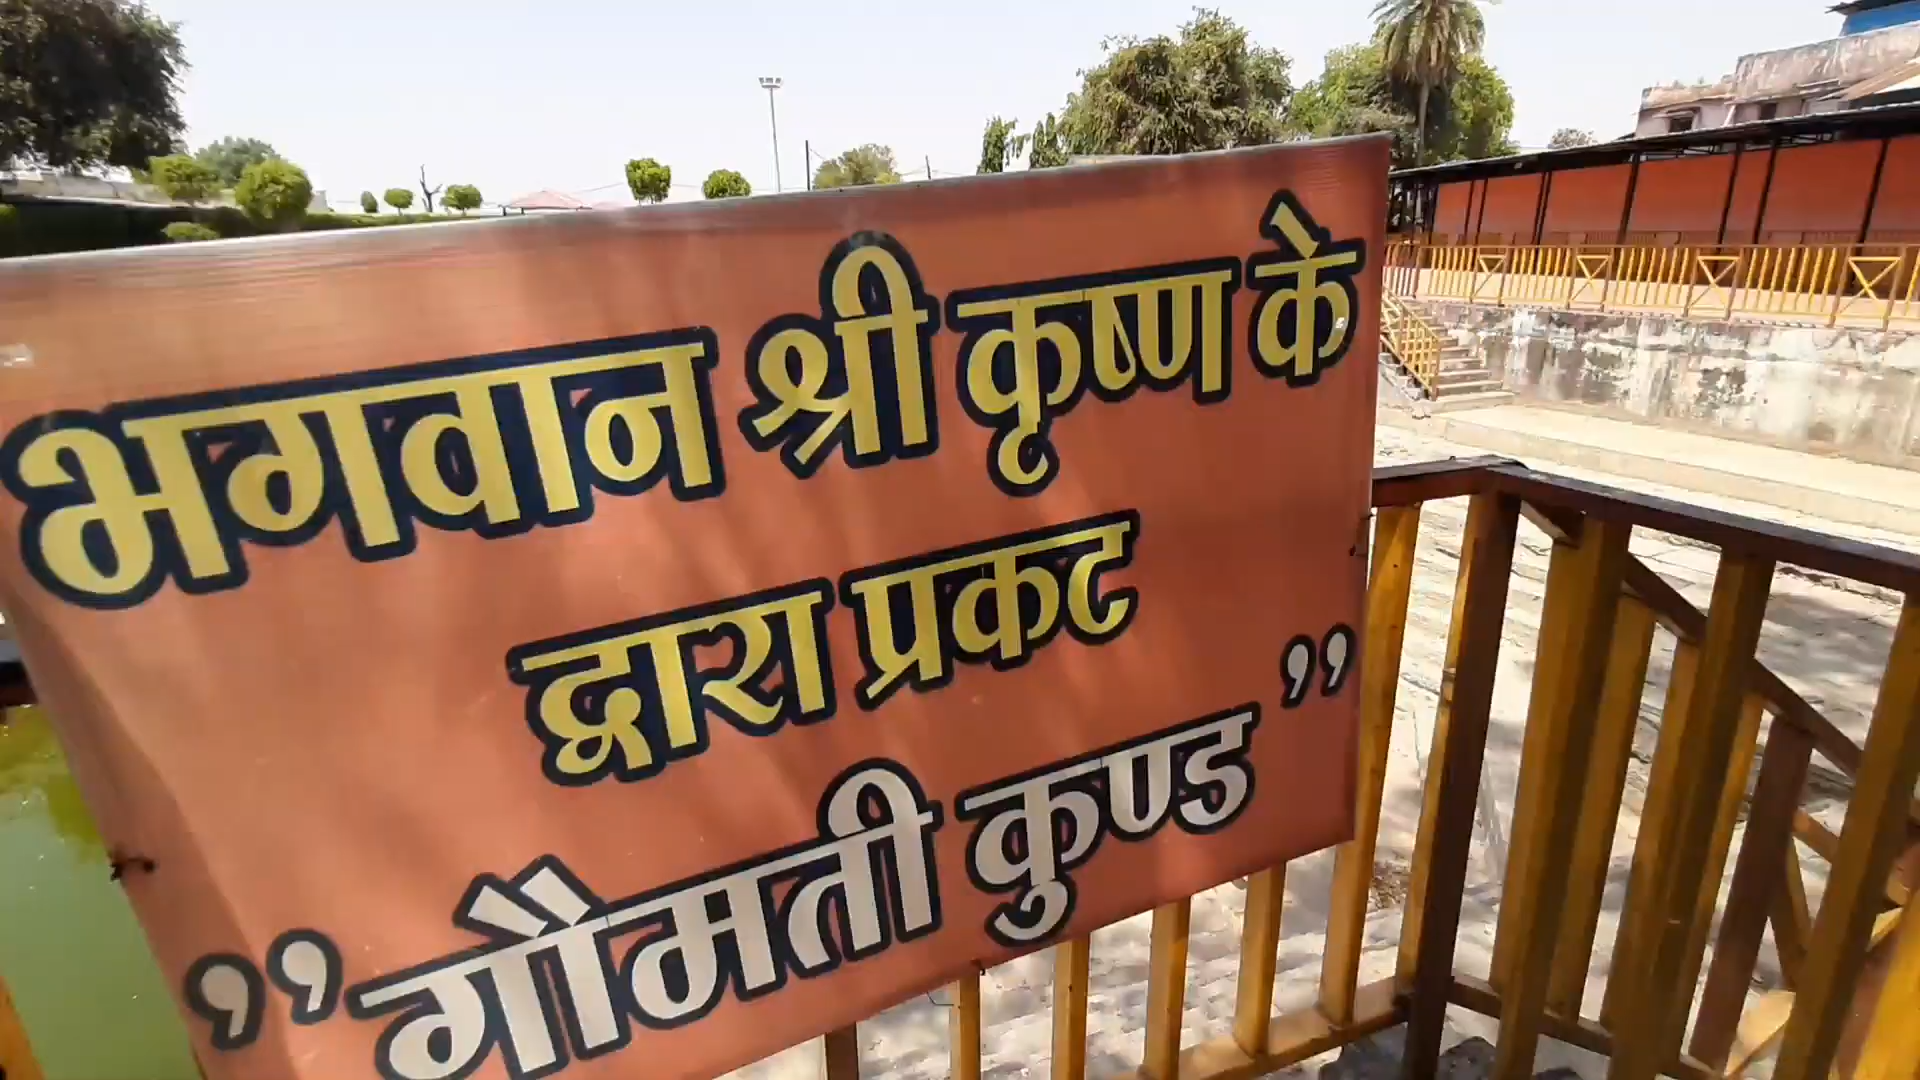 भगवान श्री कृष्ण के
द्वारा प्रकट
’’गौमती कुण्ड’’